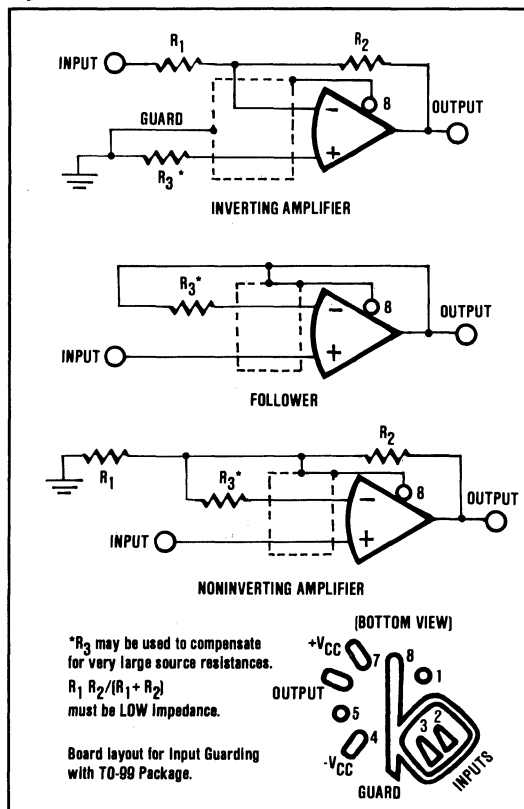 R1
R2
INPUT
8
OUTPUT
GUARD
−
+
R3*
INVERTING AMPLIFIER
R3*
−
8
OUTPUT
INPUT
+
FOLLOWER
R1
R2
R3*
−
8
OUTPUT
INPUT
+
NONINVERTING AMPLIFIER
*R3 may be used to compensate
for very large source resistances.
R1 R2/(R1 + R2)
must be LOW Impedance.
Board layout for Input Guarding
with TO-99 Package.
(BOTTOM VIEW)
+VCC
7
8
1
OUTPUT
5
4
3
2
-VCC
INPUTS
GUARD